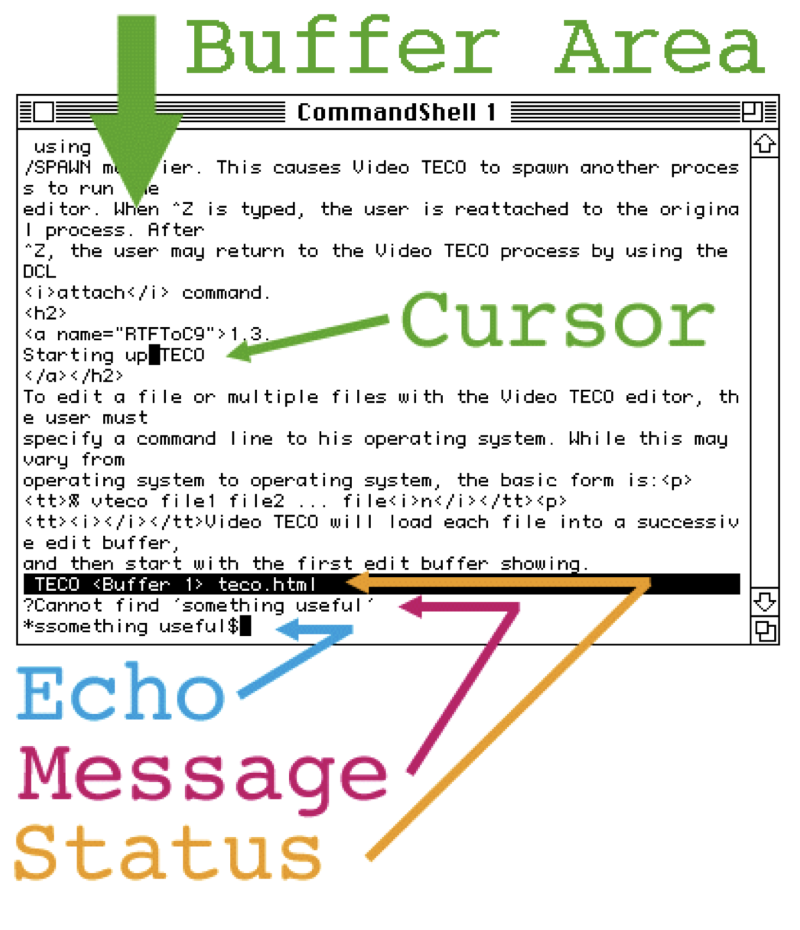 Buffer Area
CommandShell 1
using
/SPAWN ier. This causes Video TECO to spawn another proces
s to run e
editor. When ^Z is typed, the user is reattached to the origina
l process. After
^Z, the user may return to the Video TECO process by using the
DCL
<i>attach</i> command.
<h2>
<a name="RTFToC9">1.3.
Starting up TECO
</a></h2>
To edit a file or multiple files with the Video TECO editor, th
e user must
specify a command line to his operating system. While this may
vary from
operating system to operating system, the basic form is:<p>
<tt>% vteco file1 file2 ... file<i>n</i></tt><p>
<tt><i></i></tt>Video TECO will load each file into a successiv
e edit buffer,
and then start with the first edit buffer showing.
TECO <Buffer 1> teco.html
?Cannot find 'something useful'
*ssomething useful$
Cursor
Echo
Message
Status